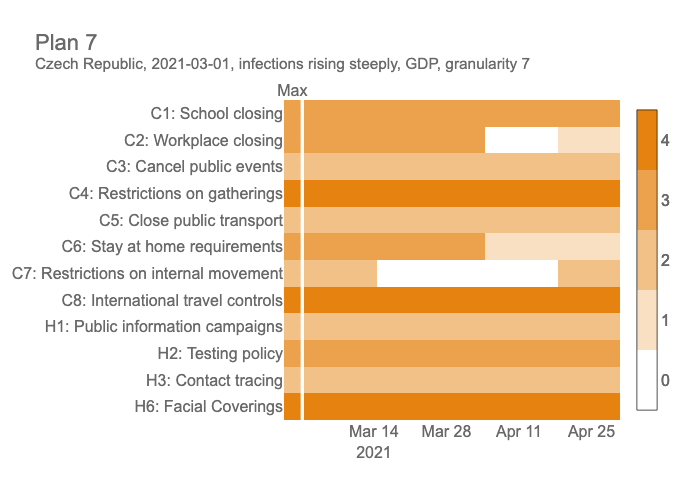 Plan 7
Czech Republic, 2021-03-01, infections rising steeply, GDP, granularity 7
Max
C1: School closing
C2: Workplace closing
C3: Cancel public events
C4: Restrictions on gatherings
C5: Close public transport
C6: Stay at home requirements
C7: Restrictions on internal movement
C8: International travel controls
H1: Public information campaigns
H2: Testing policy
H3: Contact tracing
H6: Facial Coverings
Mar 14 Mar 28 Apr 11 Apr 25
2021
4
3
2
1
0